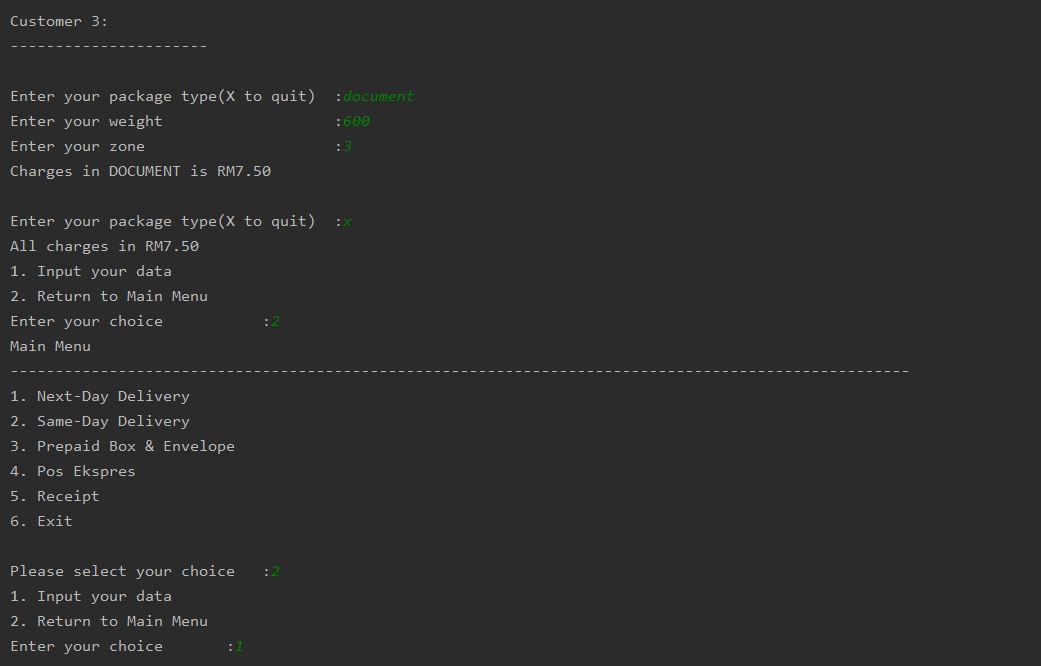 Customer 3:
----------------------
Enter your package type(X to quit)  :document
Enter your weight                   :600
Enter your zone                     :3
Charges in DOCUMENT is RM7.50
Enter your package type(X to quit)  :x
All charges in RM7.50
1. Input your data
2. Return to Main Menu
Enter your choice           :2
Main Menu
----------------------------------------------------------------------------------------------------
1. Next-Day Delivery
2. Same-Day Delivery
3. Prepaid Box & Envelope
4. Pos Ekspres
5. Receipt
6. Exit
Please select your choice   :2
1. Input your data
2. Return to Main Menu
Enter your choice       :1